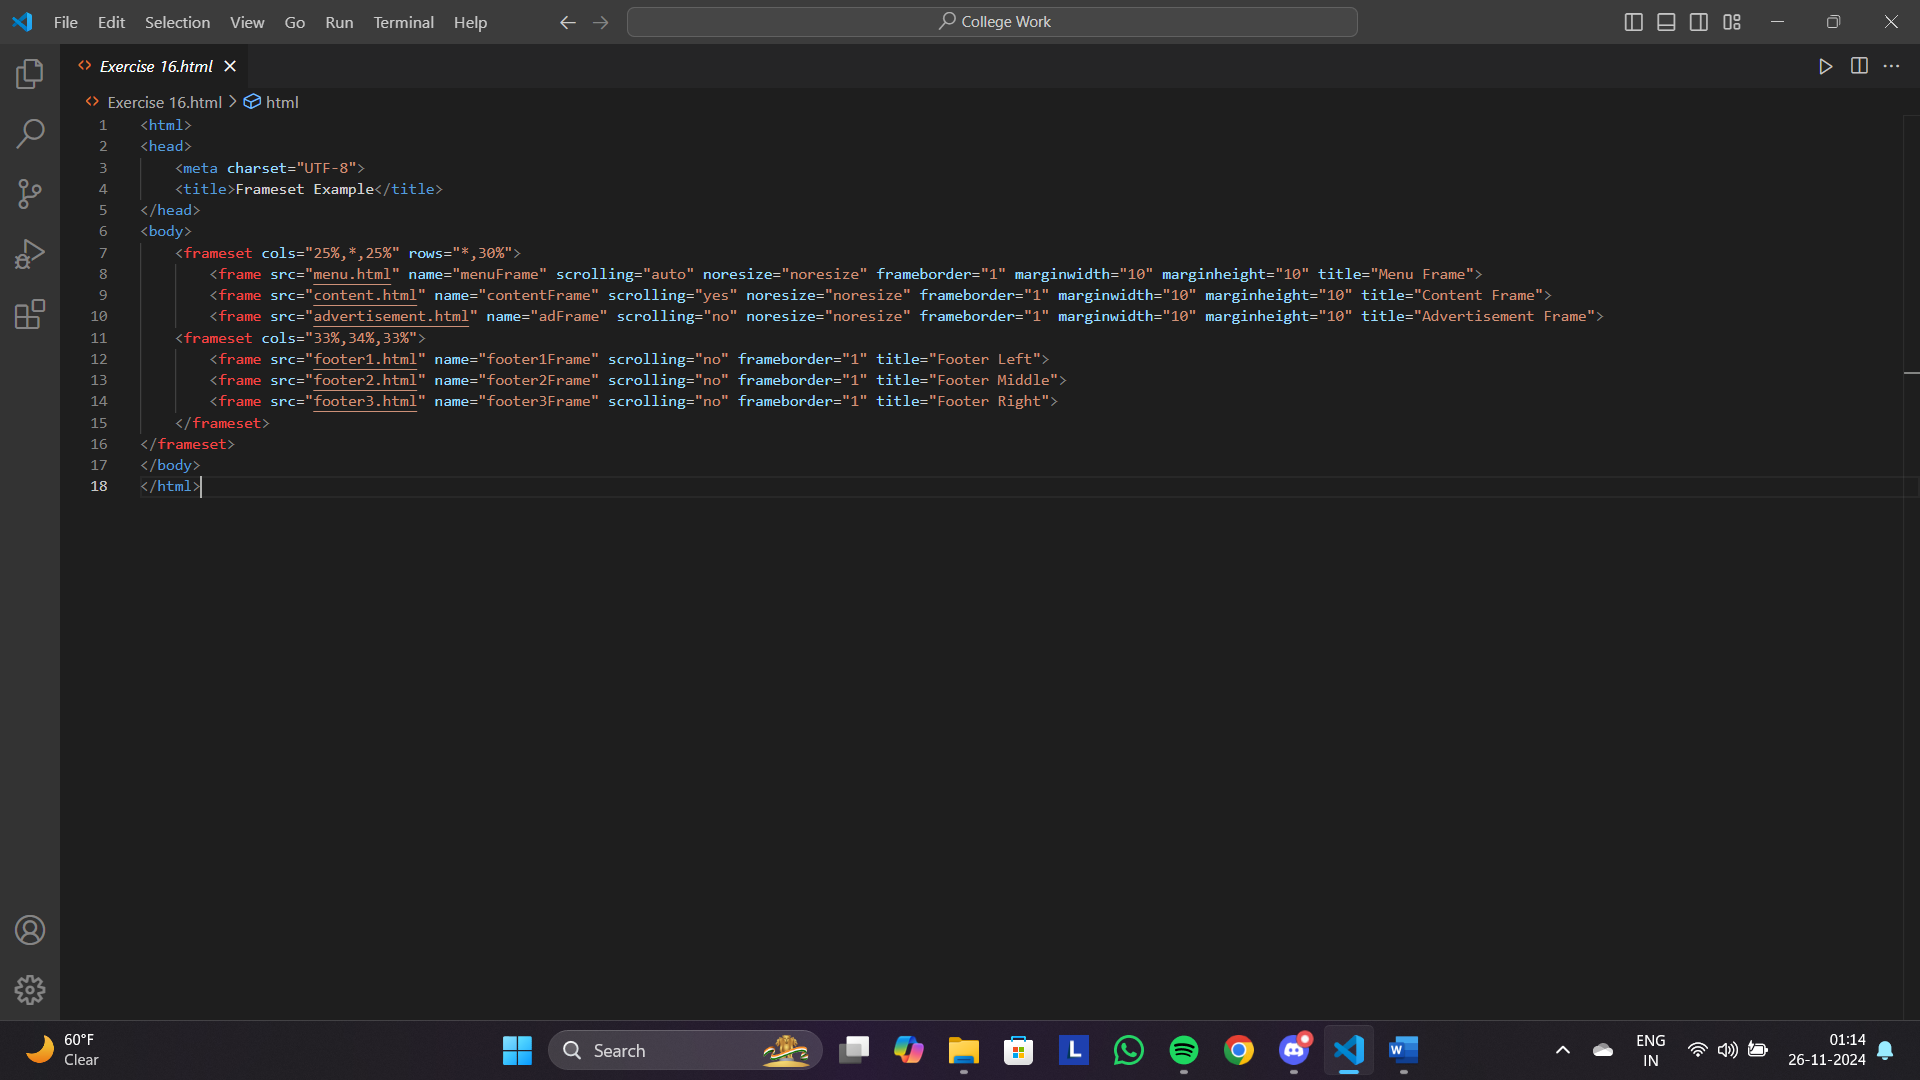 File Edit Selection View Go Run Terminal Help College Work
Exercise 16.html
Exercise 16.html > html
1 <html>
2 <head>
3     <meta charset="UTF-8">
4     <title>Frameset Example</title>
5 </head>
6 <body>
7     <frameset cols="25%,*,25%" rows="*,30%">
8         <frame src="menu.html" name="menuFrame" scrolling="auto" noresize="noresize" frameborder="1" marginwidth="10" marginheight="10" title="Menu Frame">
9         <frame src="content.html" name="contentFrame" scrolling="yes" noresize="noresize" frameborder="1" marginwidth="10" marginheight="10" title="Content Frame">
10         <frame src="advertisement.html" name="adFrame" scrolling="no" noresize="noresize" frameborder="1" marginwidth="10" marginheight="10" title="Advertisement Frame">
11     <frameset cols="33%,34%,33%">
12         <frame src="footer1.html" name="footer1Frame" scrolling="no" frameborder="1" title="Footer Left">
13         <frame src="footer2.html" name="footer2Frame" scrolling="no" frameborder="1" title="Footer Middle">
14         <frame src="footer3.html" name="footer3Frame" scrolling="no" frameborder="1" title="Footer Right">
15     </frameset>
16 </frameset>
17 </body>
18 </html>
60°F
Clear
Search
L
W
ENG
IN
01:14
26-11-2024